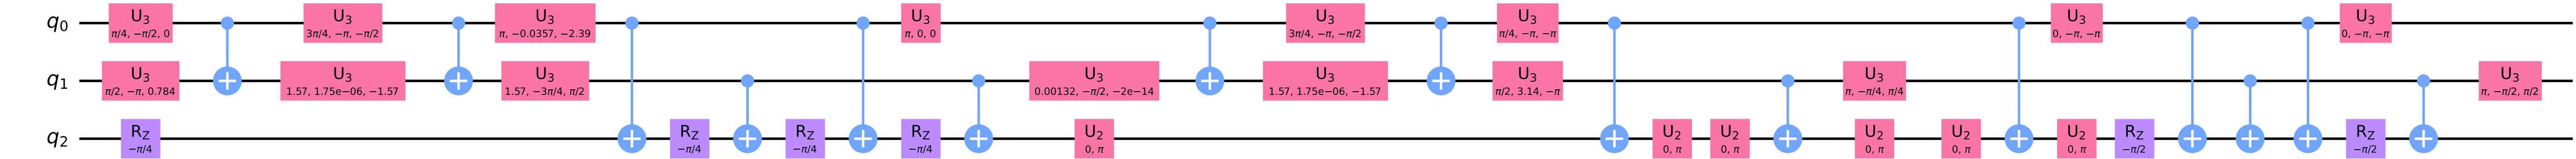 q0 U3 U3 U3 U3 U3 U3 U3 U3
π/4, −π/2, 0 3π/4, −π, −π/2 π, −0.0357, −2.39 π, 0, 0 3π/4, −π, −π/2 π/4, −π, −π 0, −π, −π 0, −π, −π
q1 U3 U3 U3 U3 U3 U3 U3 U3
π/2, −π, 0.784 1.57, 1.75e−06, −1.57 1.57, −3π/4, π/2 0.00132, −π/2, −2e−14 1.57, 1.75e−06, −1.57 π/2, 3.14, −π π, −π/4, π/4 π, −π/2, π/2
q2 RZ RZ RZ RZ U2 U2 U2 U2 U2 U2 RZ RZ
−π/4 −π/4 −π/4 −π/4 0, π 0, π 0, π 0, π 0, π 0, π −π/2 −π/2